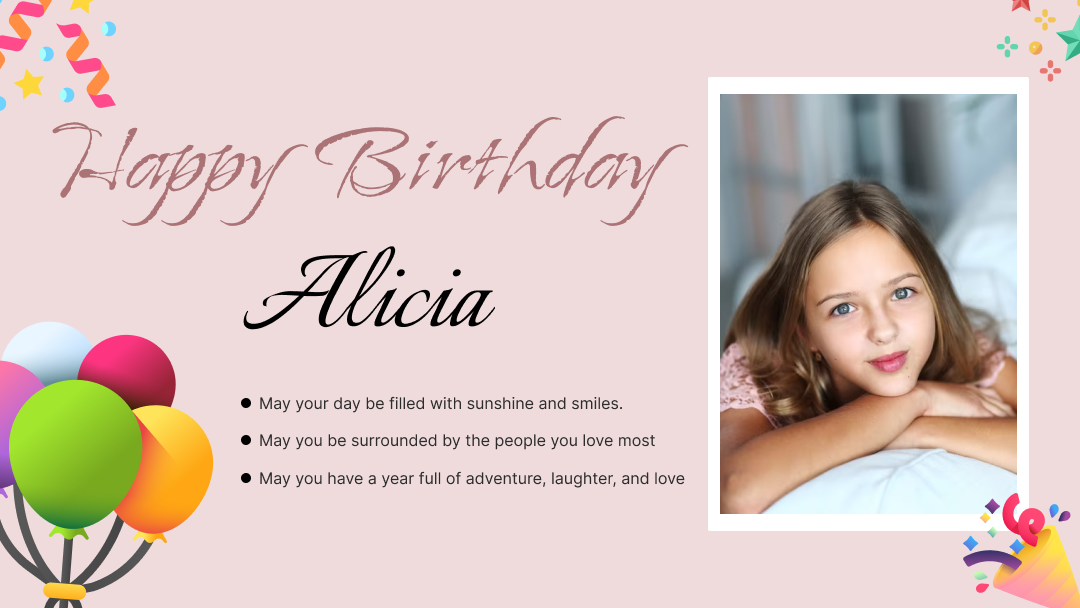 Happy Birthday
Alicia
May your day be filled with sunshine and smiles.
May you be surrounded by the people you love most
May you have a year full of adventure, laughter, and love